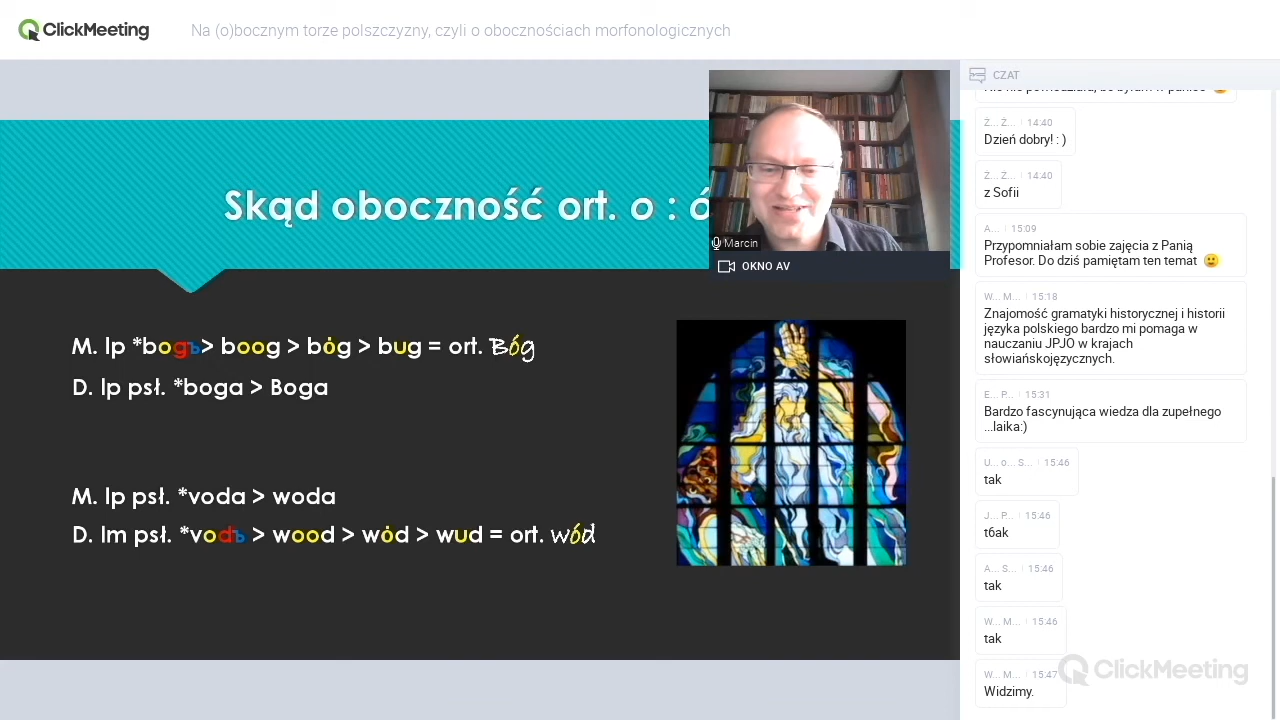 ClickMeeting
Na (o)bocznym torze polszczyzny, czyli o obocznościach morfonologicznych
Skąd oboczność ort. o : ó
Marcin
OKNO AV
M. lp *bogъ> boog > bȯg > bug = ort. Bóg
D. lp psł. *boga > Boga
M. lp psł. *voda > woda
D. lm psł. *vodъ > wood > wȯd > wud = ort. wód
CZAT
Ż... Ż... 14:40
Dzień dobry! : )
Ż... Ż... 14:40
z Sofii
A... 15:09
Przypomniałam sobie zajęcia z Panią
Profesor. Do dziś pamiętam ten temat 🙂
W... M... 15:18
Znajomość gramatyki historycznej i historii
języka polskiego bardzo mi pomaga w
nauczaniu JPJO w krajach
słowiańskojęzycznych.
E... P... 15:31
Bardzo fascynująca wiedza dla zupełnego
...laika:)
U... o... S... 15:46
tak
J... P... 15:46
t6ak
A... S... 15:46
tak
W... M... 15:46
tak
W... M... 15:47
Widzimy.
ClickMeeting